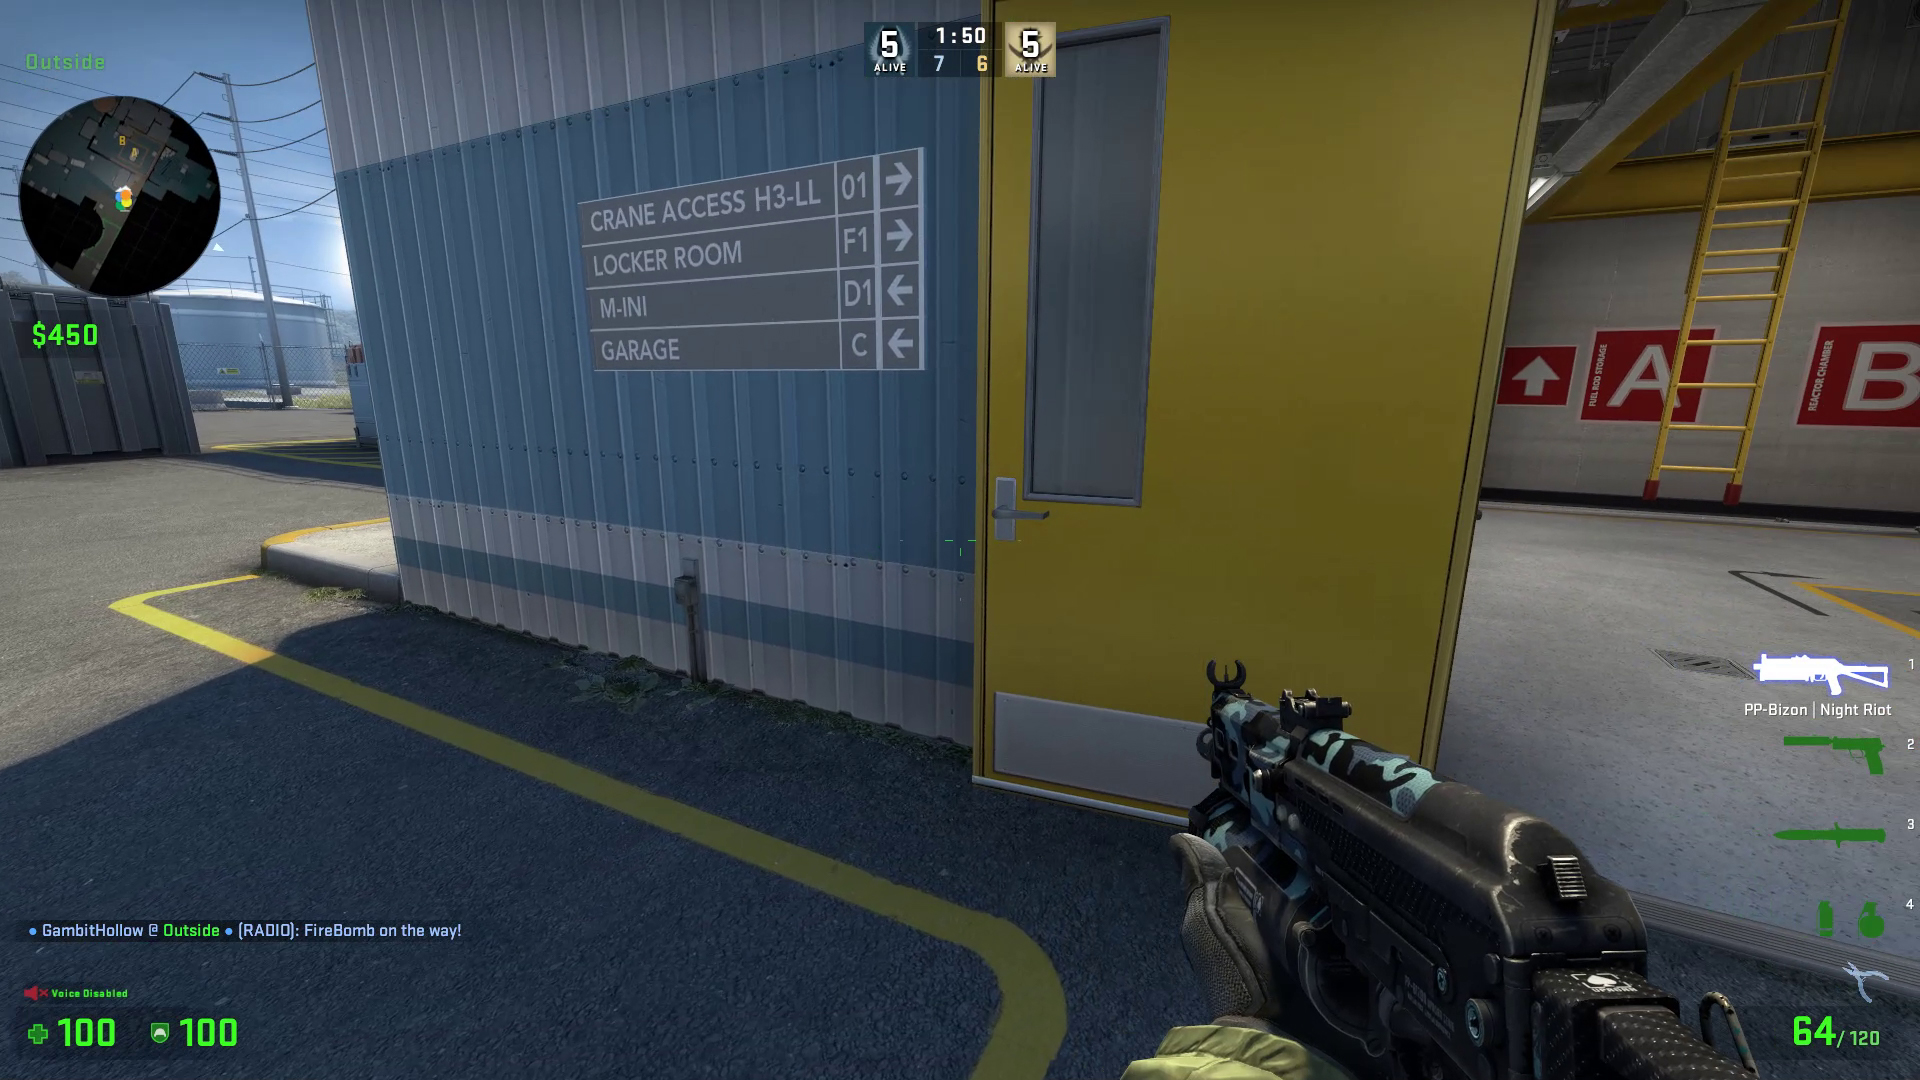 Outside
5
ALIVE
1:50
7 6
5
ALIVE
B
A
$450
CRANE ACCESS H3-LL 01 →
LOCKER ROOM F1 →
M-INI D1 ←
GARAGE C ←
FUEL ROD STORAGE
A
REACTOR CHAMBER
B
1
PP-Bizon | Night Riot
2
3
4
• GambitHollow @ Outside • (RADIO): FireBomb on the way!
Voice Disabled
100 100
64/ 120